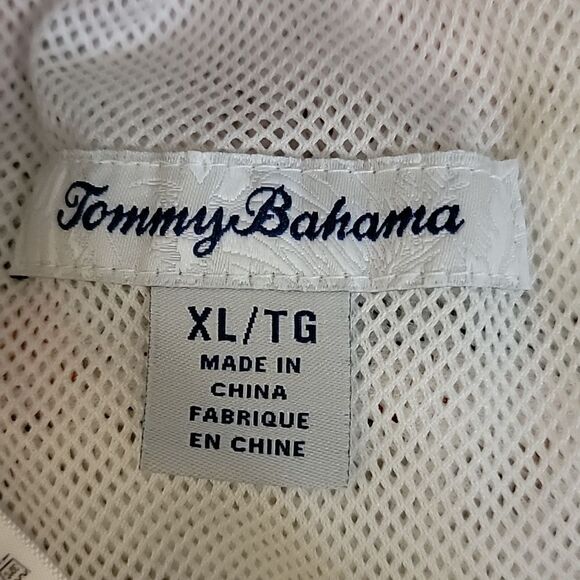 Tommy Bahama
XL/TG
MADE IN
CHINA
FABRIQUE
EN CHINE